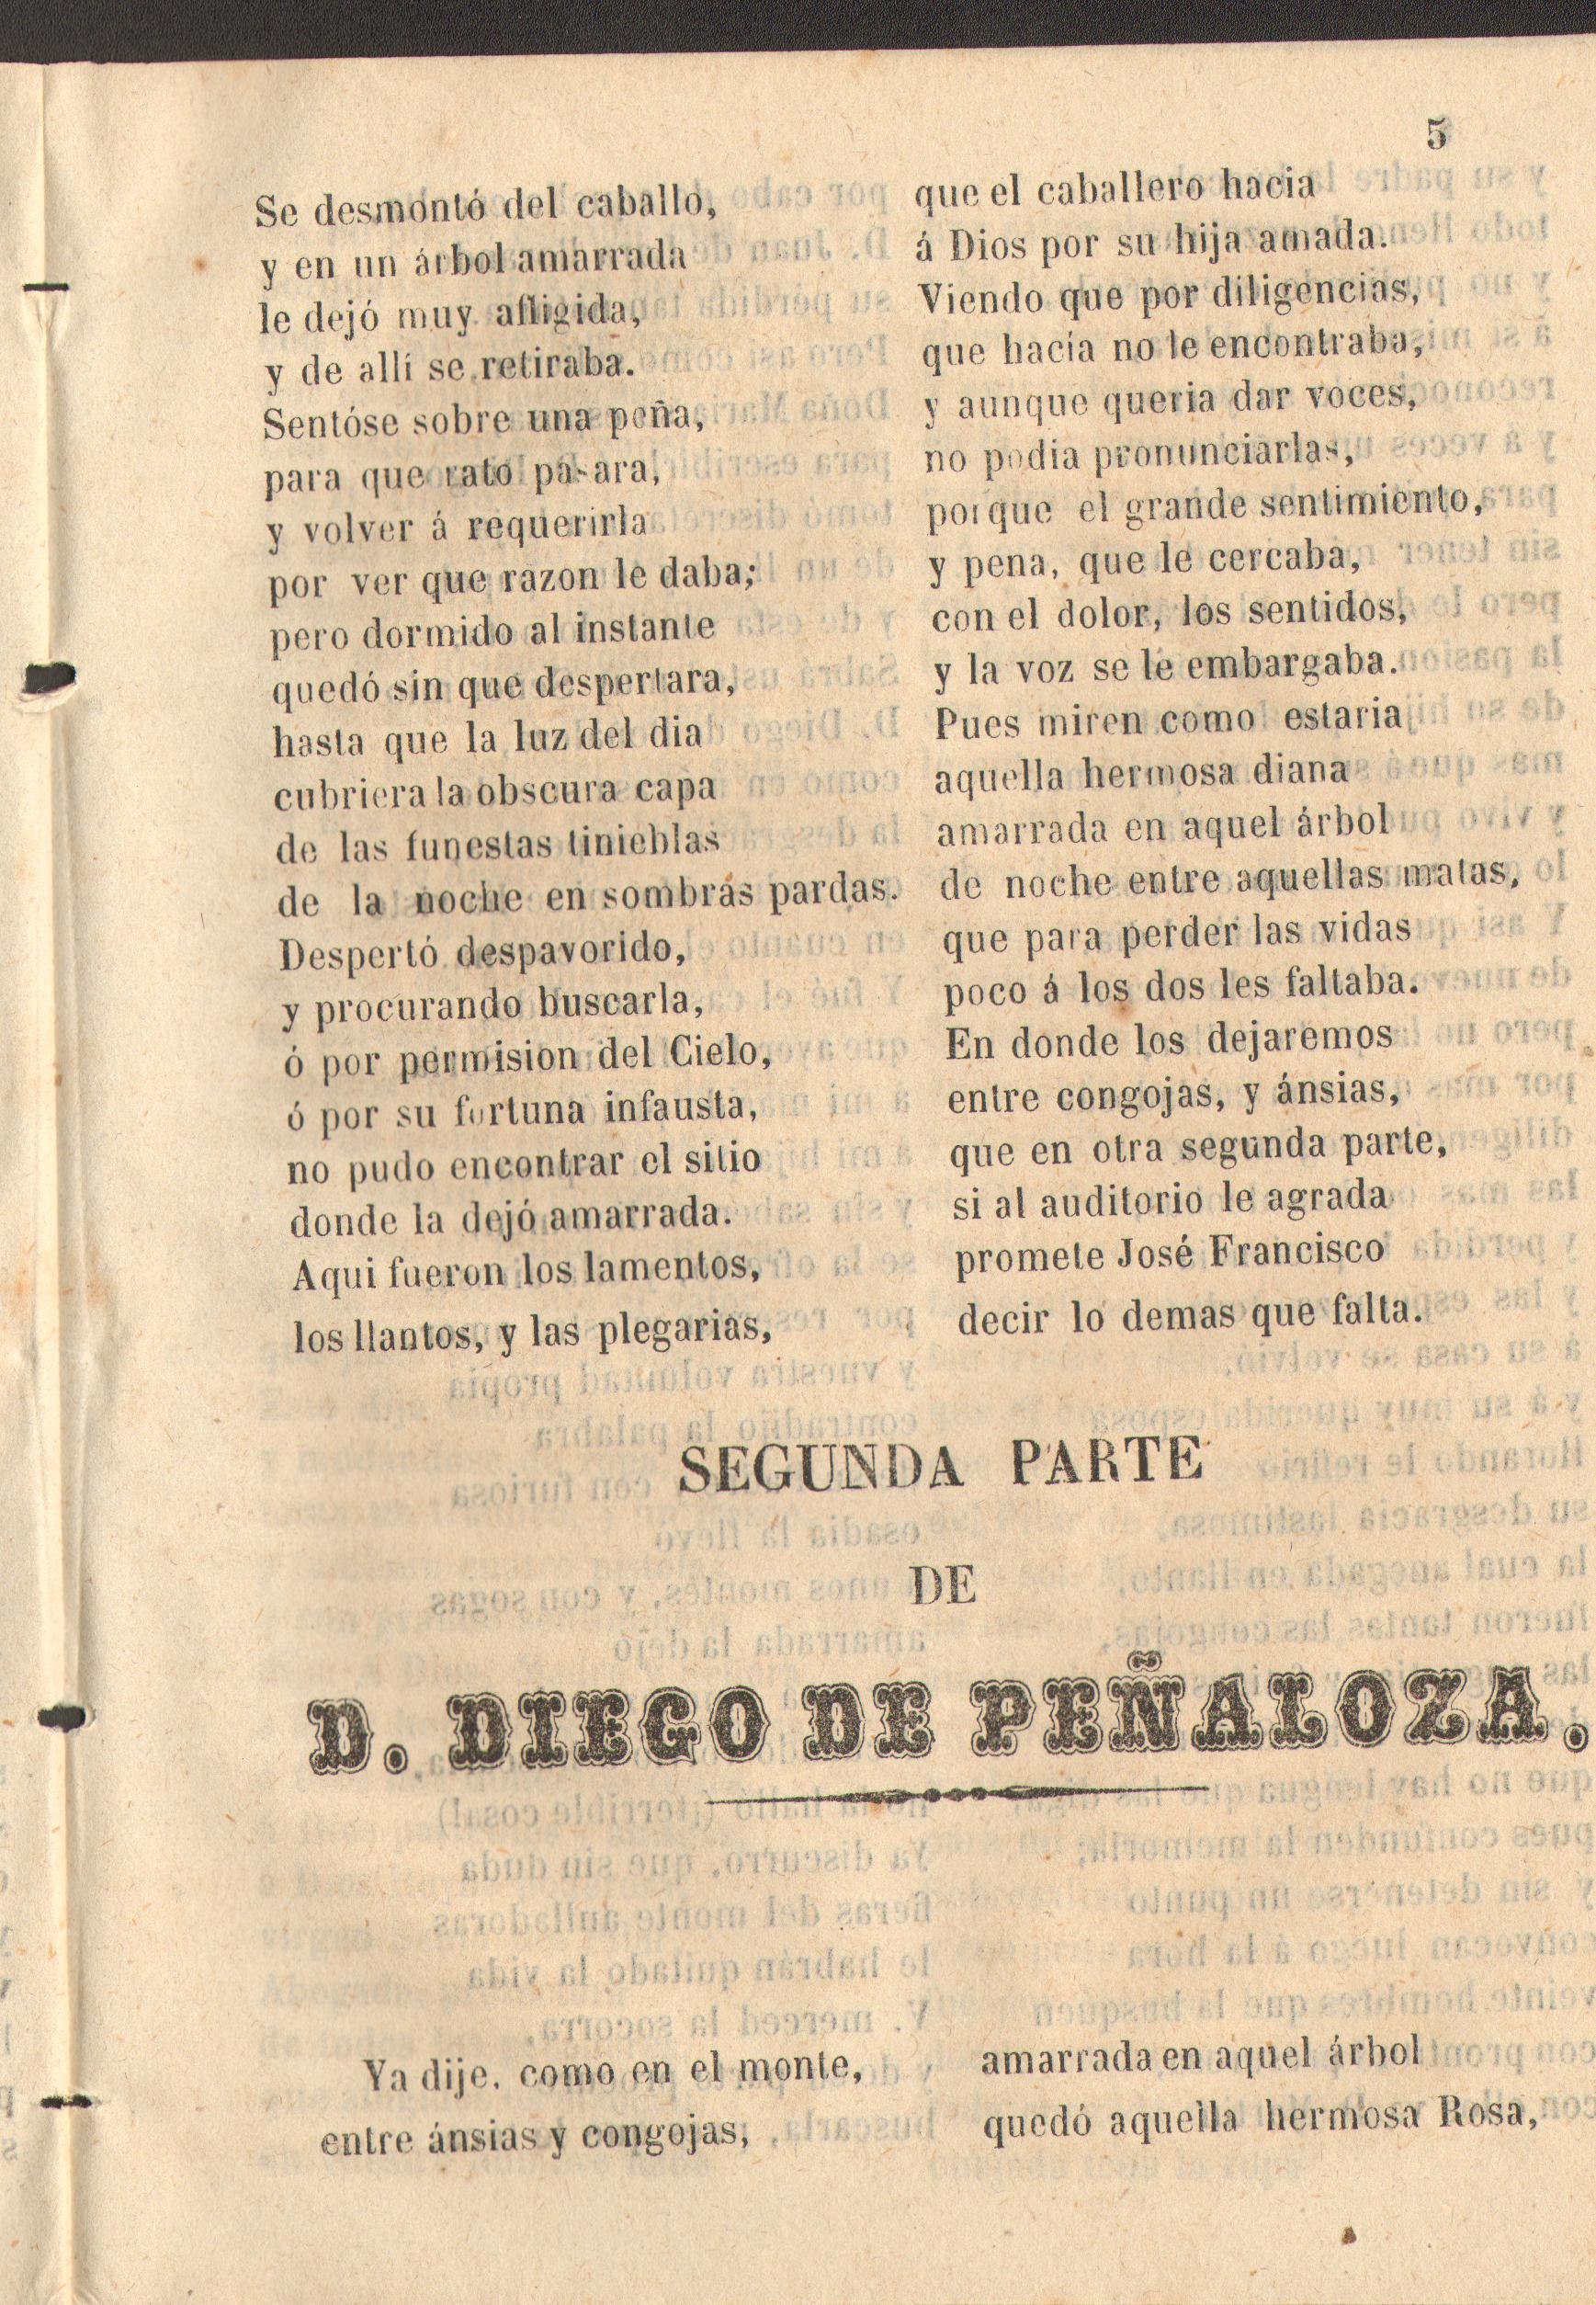 5
Se desmontó del caballo,
y en un árbol amarrada
le dejó muy afligida,
y de allí se retiraba.
Sentóse sobre una peña,
para que rato pasara,
y volver á requerirla
por ver que razon le daba;
pero dormido al instante
quedó sin que despertara,
hasta que la luz del dia
cubriera la obscura capa
de las funestas tinieblas
de la noche en sombras pardas.
Despertó despavorido,
y procurando buscarla,
ó por permision del Cielo,
ó por su fortuna infausta,
no pudo encontrar el sitio
donde la dejó amarrada.
Aqui fueron los lamentos,
los llantos, y las plegarias,
que el caballero hacia
á Dios por su hija amada.
Viendo que por diligencias,
que hacía no le encontraba,
y aunque queria dar voces,
no podia pronunciarlas,
porque el grande sentimiento,
y pena, que le cercaba,
con el dolor, los sentidos,
y la voz se le embargaba.
Pues miren como estaria
aquella hermosa diana
amarrada en aquel árbol
de noche entre aquellas matas,
que para perder las vidas
poco á los dos les faltaba.
En donde los dejaremos
entre congojas, y ánsias,
que en otra segunda parte,
si al auditorio le agrada
promete José Francisco
decir lo demas que falta.
SEGUNDA PARTE
DE
D. DIEGO DE PEÑALOZA.
Ya dije, como en el monte,
entre ánsias y congojas,
amarrada en aquel árbol
quedó aquella hermosa Rosa,